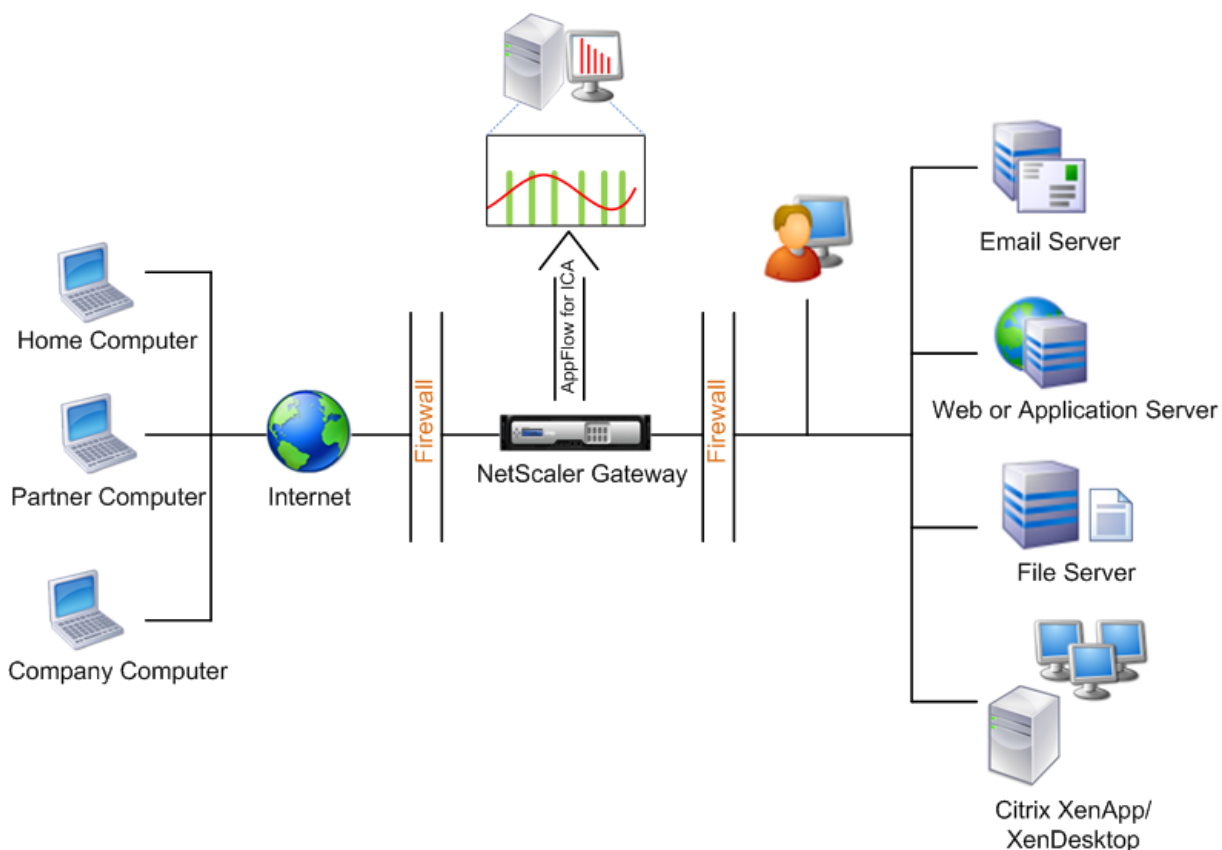 AppFlow for ICA
Email Server
Home Computer
Web or Application Server
Firewall
Firewall
NetScaler Gateway
Partner Computer
Internet
File Server
Company Computer
Citrix XenApp/
XenDesktop